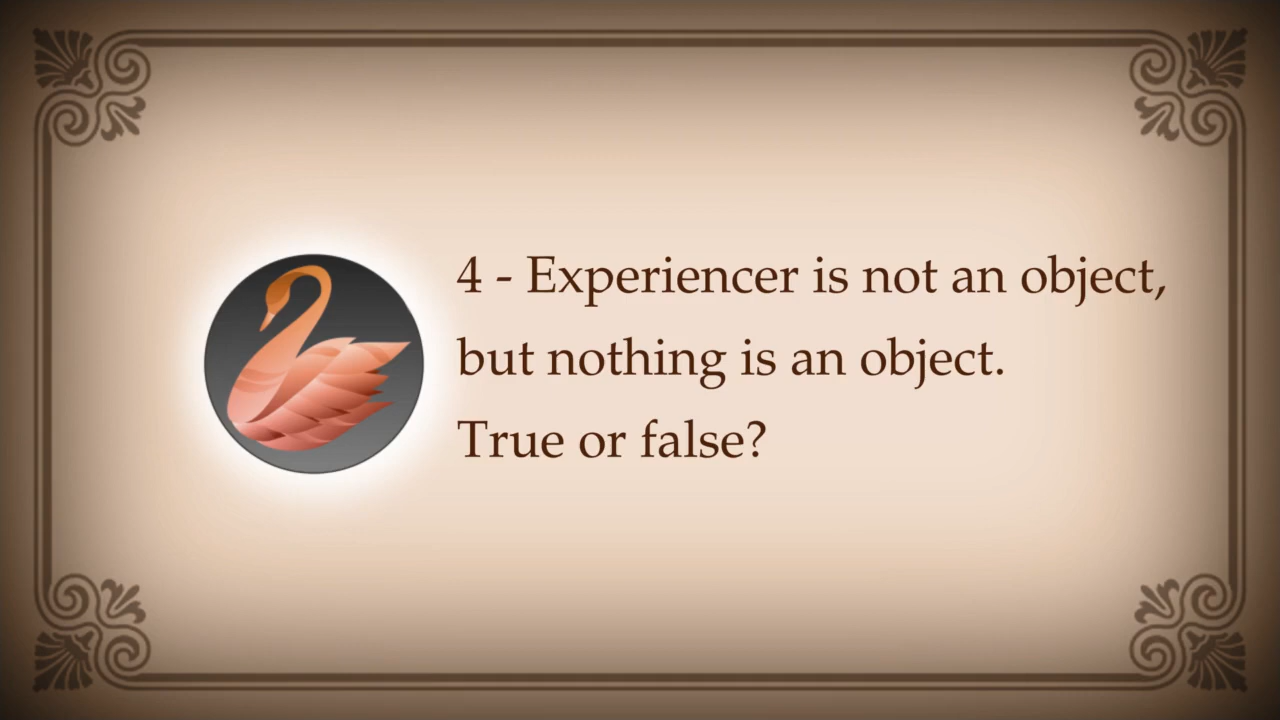 4 - Experiencer is not an object,
but nothing is an object.
True or false?